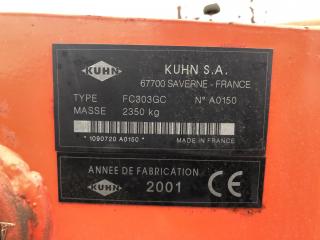 KUHN
KUHN S.A.
67700 SAVERNE - FRANCE
TYPE FC303GC N° A0150
MASSE 2350 kg
*1090720 A0150*
MADE IN FRANCE
KUHN
ANNEE DE FABRICATION
2001 CE